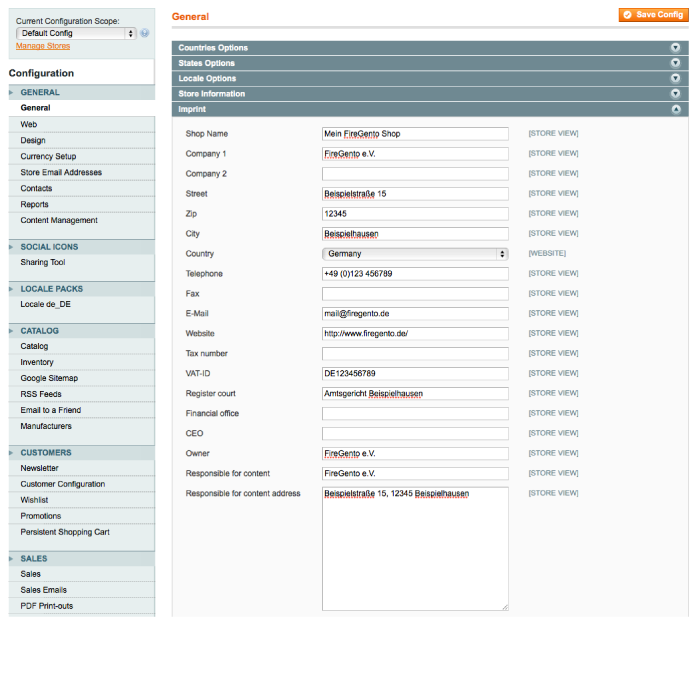 Current Configuration Scope:
Default Config
Manage Stores
Configuration
GENERAL
General
Web
Design
Currency Setup
Store Email Addresses
Contacts
Reports
Content Management
SOCIAL ICONS
Sharing Tool
LOCALE PACKS
Locale de_DE
CATALOG
Catalog
Inventory
Google Sitemap
RSS Feeds
Email to a Friend
Manufacturers
CUSTOMERS
Newsletter
Customer Configuration
Wishlist
Promotions
Persistent Shopping Cart
SALES
Sales
Sales Emails
PDF Print-outs
General
Save Config
Countries Options
States Options
Locale Options
Store Information
Imprint
Shop Name Mein FireGento Shop [STORE VIEW]
Company 1 FireGento e.V. [STORE VIEW]
Company 2 [STORE VIEW]
Street Beispielstraße 15 [STORE VIEW]
Zip 12345 [STORE VIEW]
City Beispielhausen [STORE VIEW]
Country Germany [WEBSITE]
Telephone +49 (0)123 456789 [STORE VIEW]
Fax [STORE VIEW]
E-Mail mail@firegento.de [STORE VIEW]
Website http://www.firegento.de/ [STORE VIEW]
Tax number [STORE VIEW]
VAT-ID DE123456789 [STORE VIEW]
Register court Amtsgericht Beispielhausen [STORE VIEW]
Financial office [STORE VIEW]
CEO [STORE VIEW]
Owner FireGento e.V. [STORE VIEW]
Responsible for content FireGento e.V. [STORE VIEW]
Responsible for content address Beispielstraße 15, 12345 Beispielhausen [STORE VIEW]